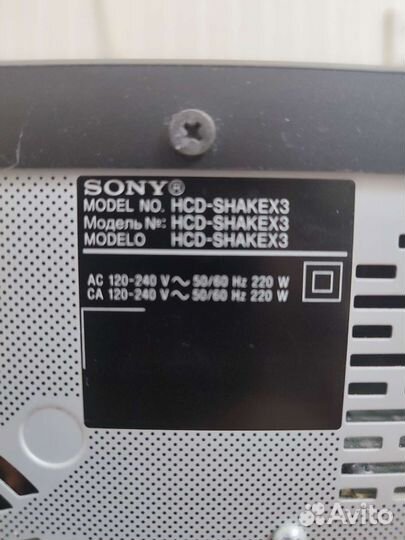 SONY®
MODEL NO. HCD-SHAKEX3
Модель №: HCD-SHAKEX3
MODELO HCD-SHAKEX3
AC 120-240 V ~ 50/60 Hz 220 W
CA 120-240 V ~ 50/60 Hz 220 W
Avito